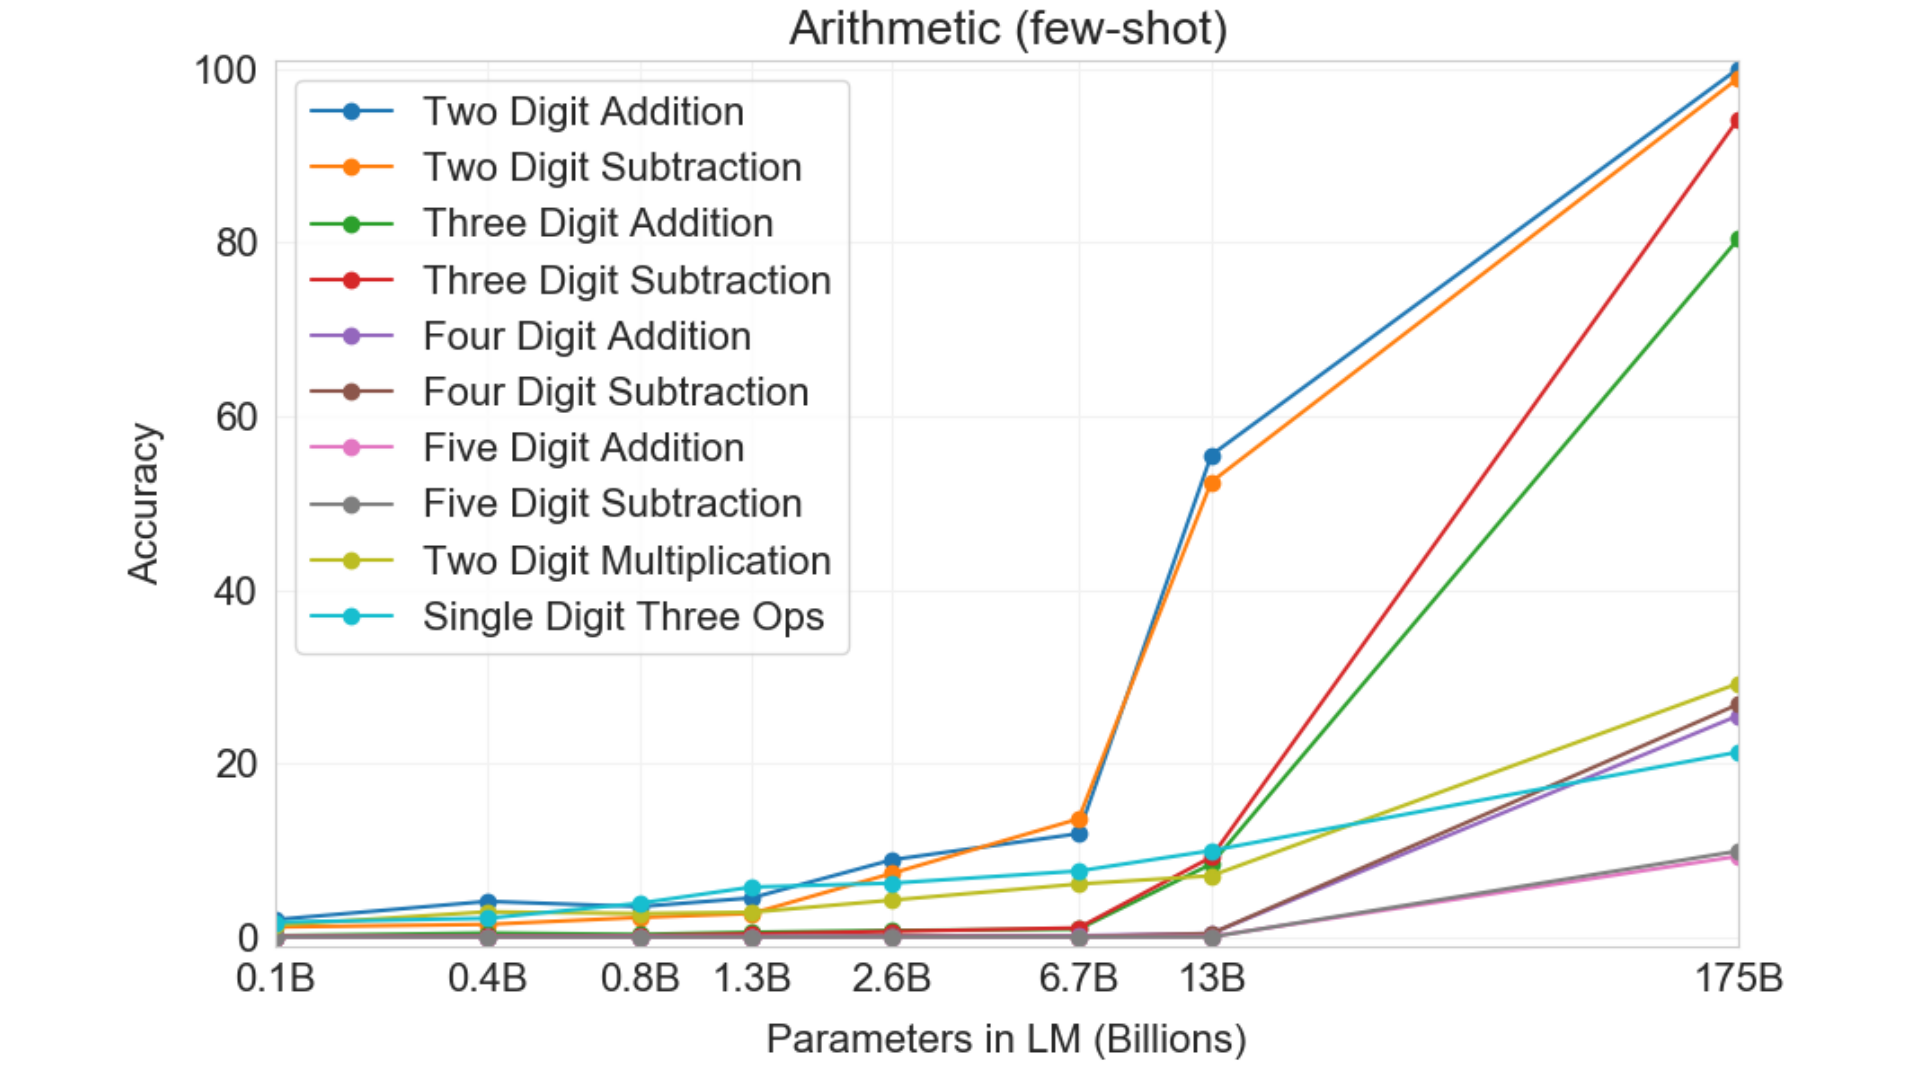 Arithmetic (few-shot)
100
80
60
40
20
0
Accuracy
Two Digit Addition
Two Digit Subtraction
Three Digit Addition
Three Digit Subtraction
Four Digit Addition
Four Digit Subtraction
Five Digit Addition
Five Digit Subtraction
Two Digit Multiplication
Single Digit Three Ops
0.1B 0.4B 0.8B 1.3B 2.6B 6.7B 13B 175B
Parameters in LM (Billions)